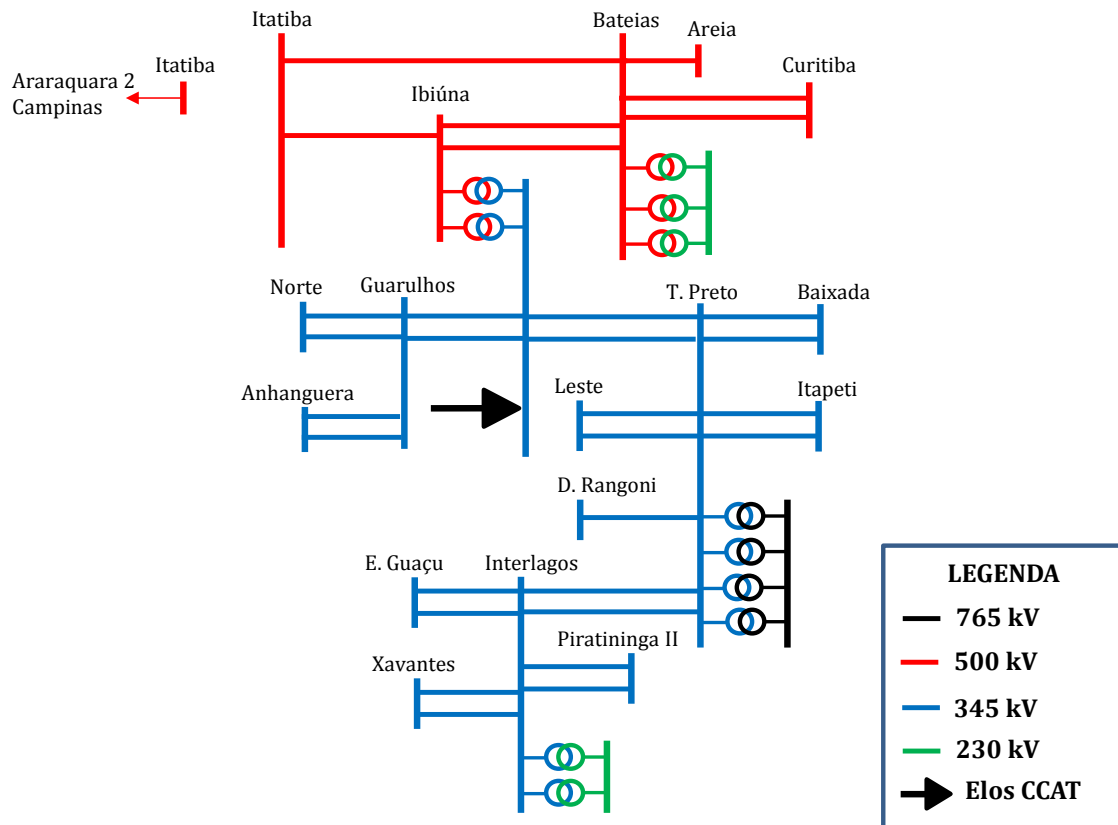 Itatiba
Bateias
Areia
Itatiba
Curitiba
Araraquara 2
Campinas
Ibiúna
Norte
Guarulhos
T. Preto
Baixada
Anhanguera
Leste
Itapeti
D. Rangoni
E. Guaçu
Interlagos
Piratininga II
Xavantes
LEGENDA
765 kV
500 kV
345 kV
230 kV
Elos CCAT